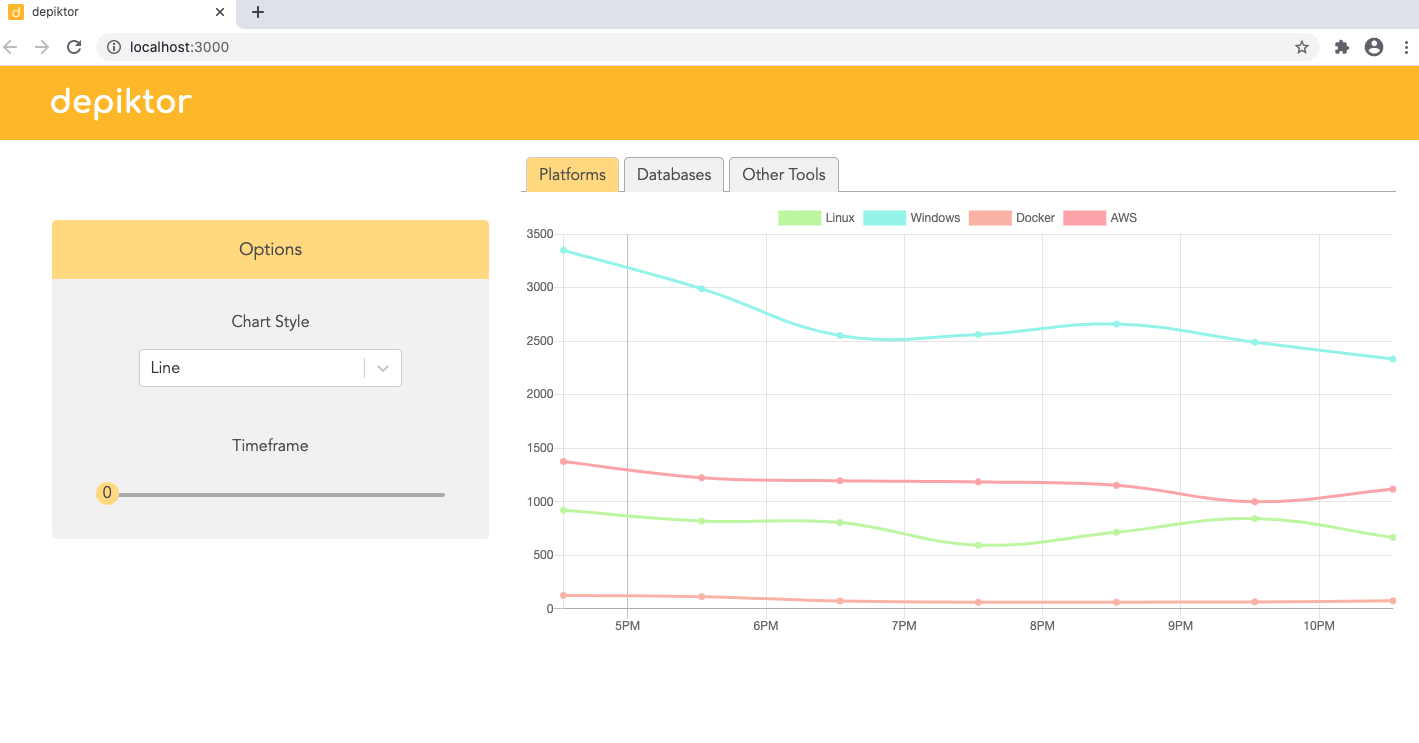 depiktor
localhost:3000
depiktor
Platforms Databases Other Tools
Options
Chart Style
Line
Timeframe
0
Linux Windows Docker AWS
3500
3000
2500
2000
1500
1000
500
0
5PM 6PM 7PM 8PM 9PM 10PM